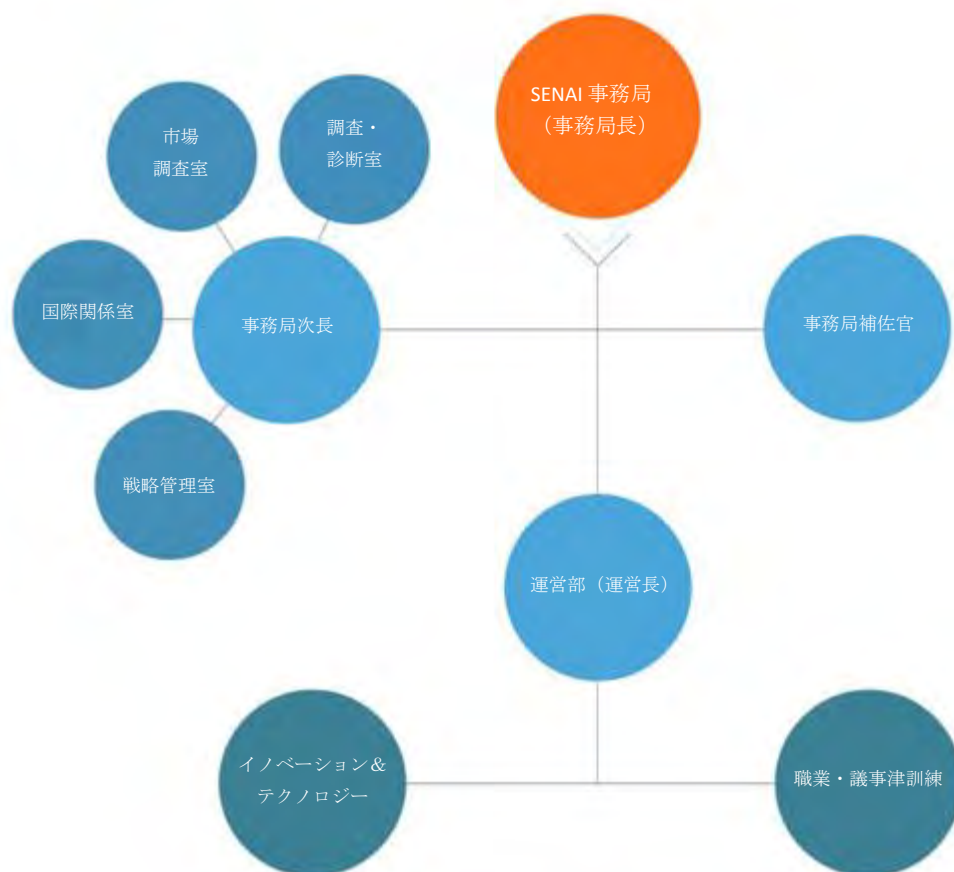 SENAI 事務局
（事務局長）
市場
調査室
調査・
診断室
国際関係室
事務局次長
事務局補佐官
戦略管理室
運営部（運営長）
イノベーション＆
テクノロジー
職業・議事津訓練